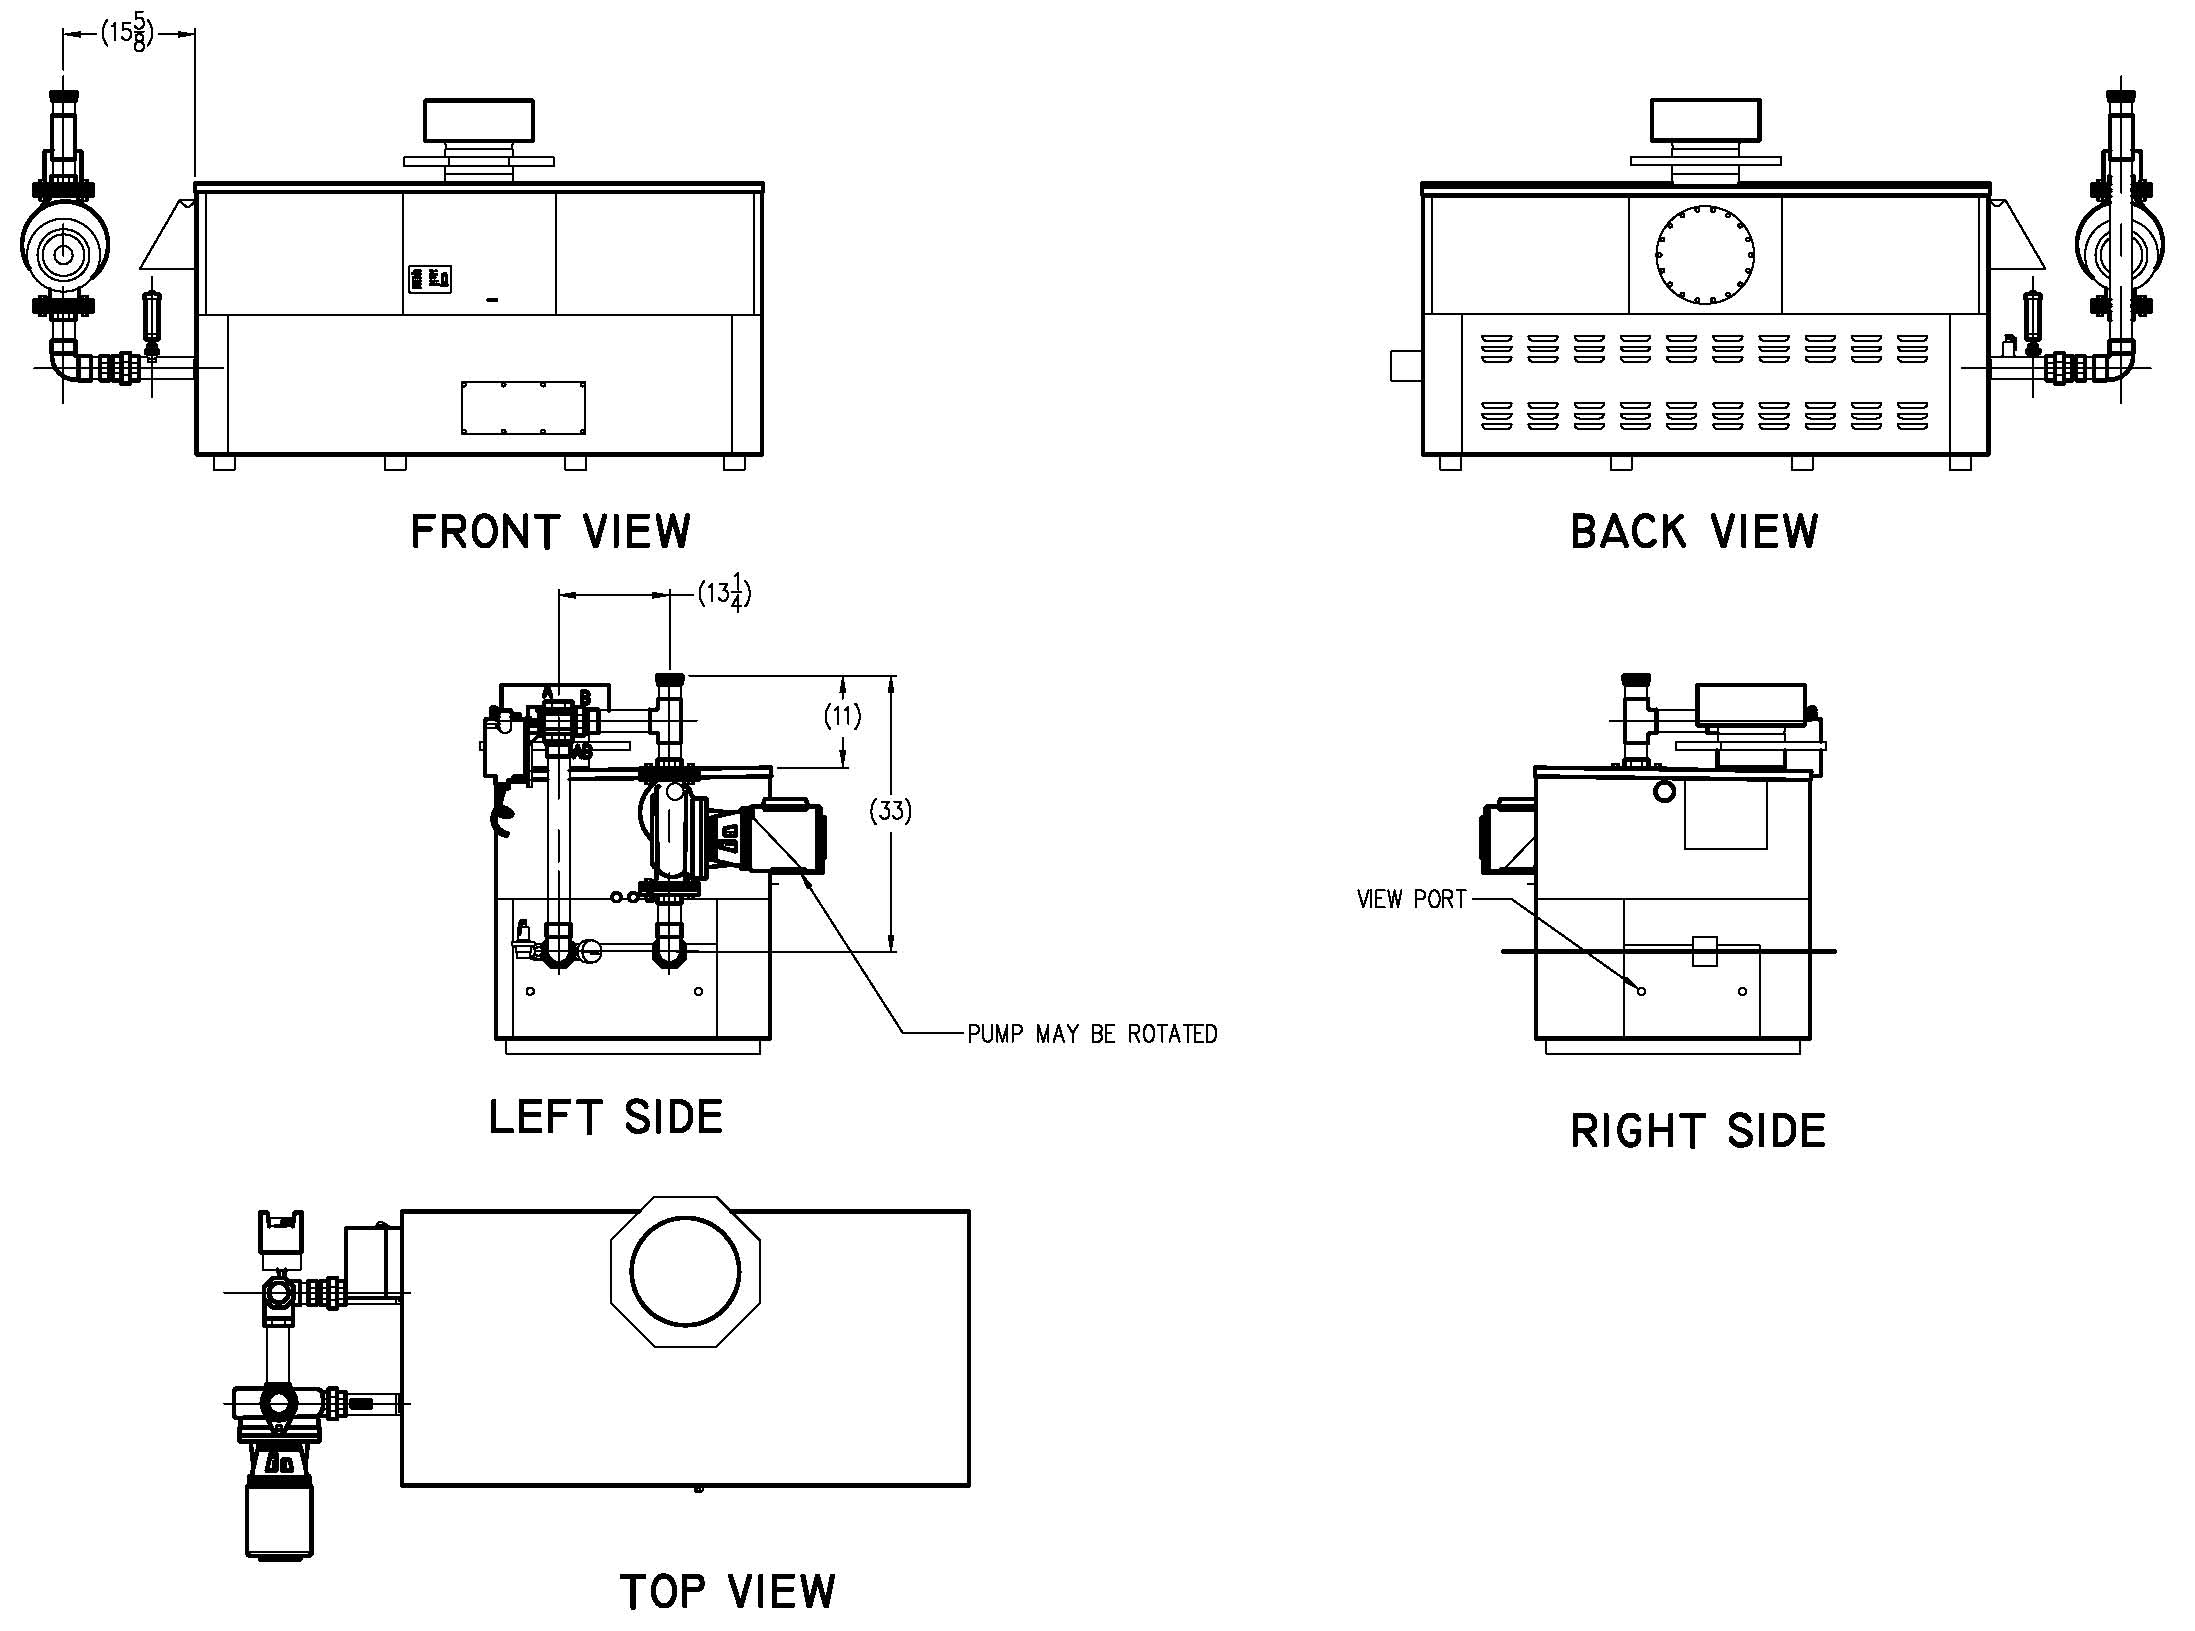 (15 5/8)
FRONT VIEW
BACK VIEW
(13 1/4)
A
B
AB
(11)
(33)
VIEW PORT
PUMP MAY BE ROTATED
LEFT SIDE
RIGHT SIDE
TOP VIEW